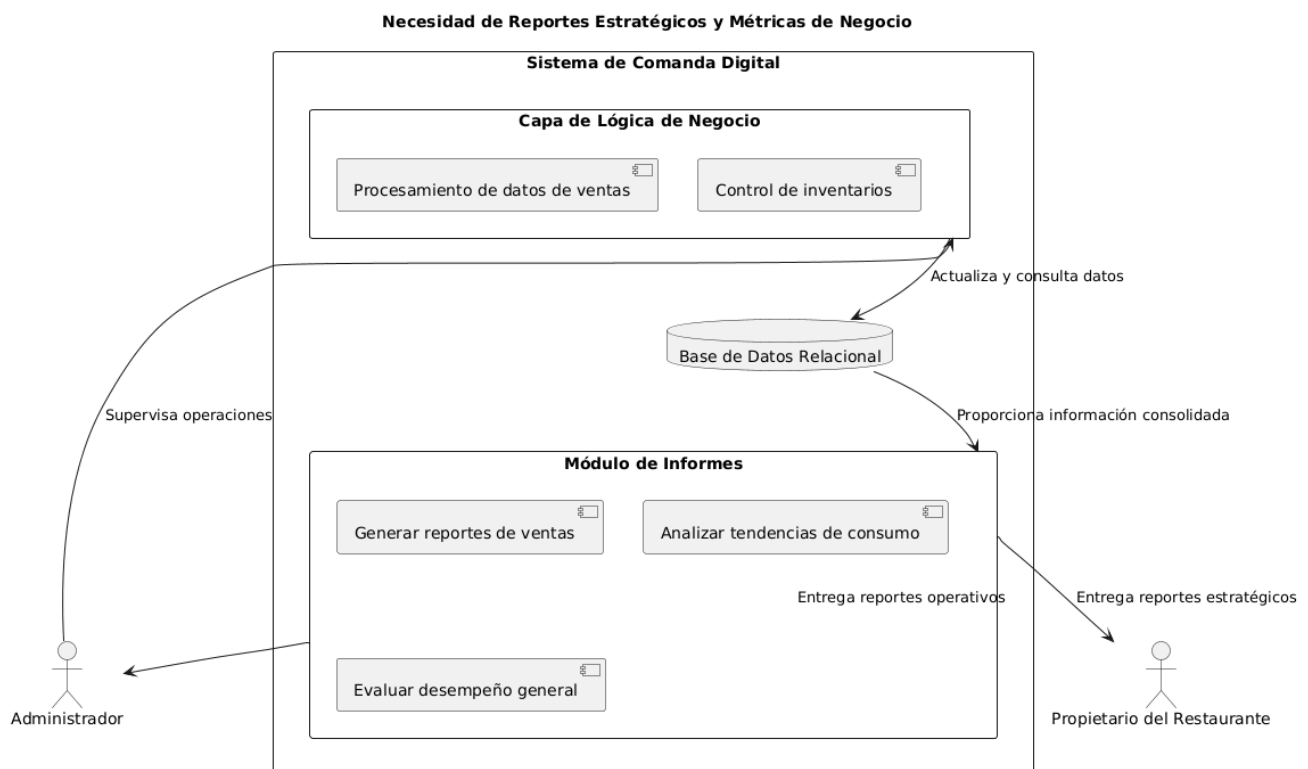 Necesidad de Reportes Estratégicos y Métricas de Negocio
Sistema de Comanda Digital
Capa de Lógica de Negocio
Procesamiento de datos de ventas
Control de inventarios
Actualiza y consulta datos
Base de Datos Relacional
Supervisa operaciones
Proporciona información consolidada
Módulo de Informes
Generar reportes de ventas
Analizar tendencias de consumo
Entrega reportes operativos
Entrega reportes estratégicos
Evaluar desempeño general
Administrador
Propietario del Restaurante